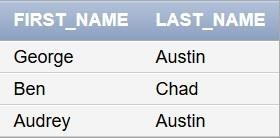 FIRST_NAME LAST_NAME
George Austin
Ben Chad
Audrey Austin